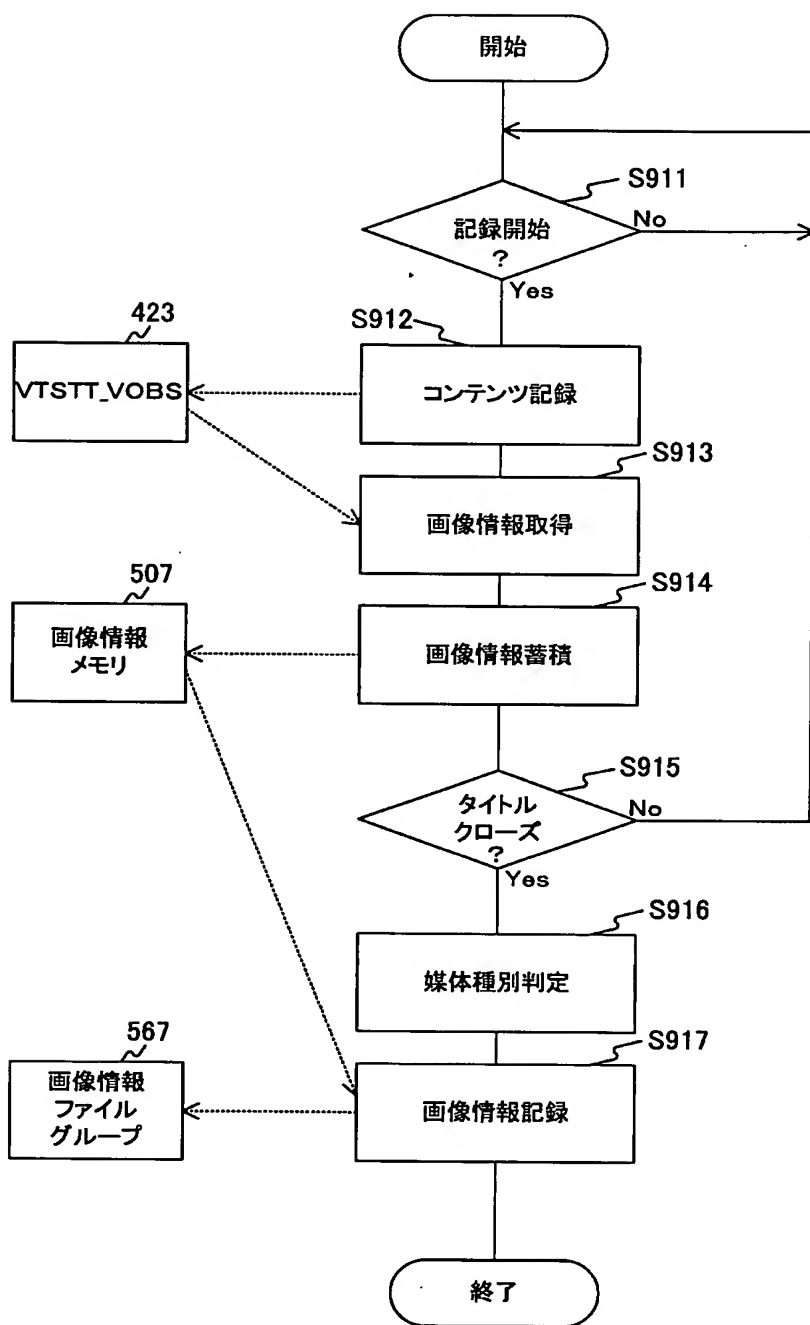 開始
S911
記録開始
?
No
Yes
423
VTSTT_VOBS
S912
コンテンツ記録
S913
画像情報取得
507
画像情報
メモリ
S914
画像情報蓄積
S915
タイトル
クローズ
?
No
Yes
S916
媒体種別判定
567
画像情報
ファイル
グループ
S917
画像情報記録
終了